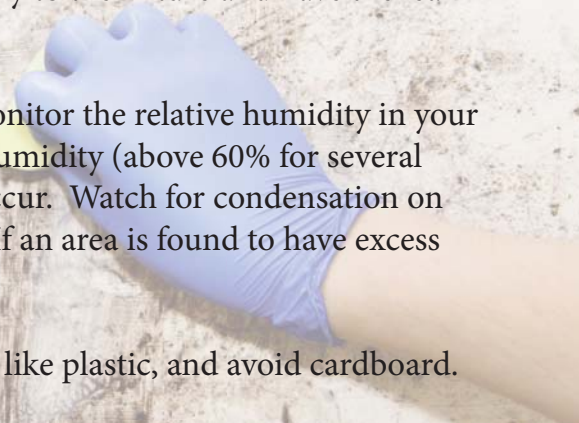 onitor the relative humidity in your
umidity (above 60% for several
cur. Watch for condensation on
f an area is found to have excess
like plastic, and avoid cardboard.